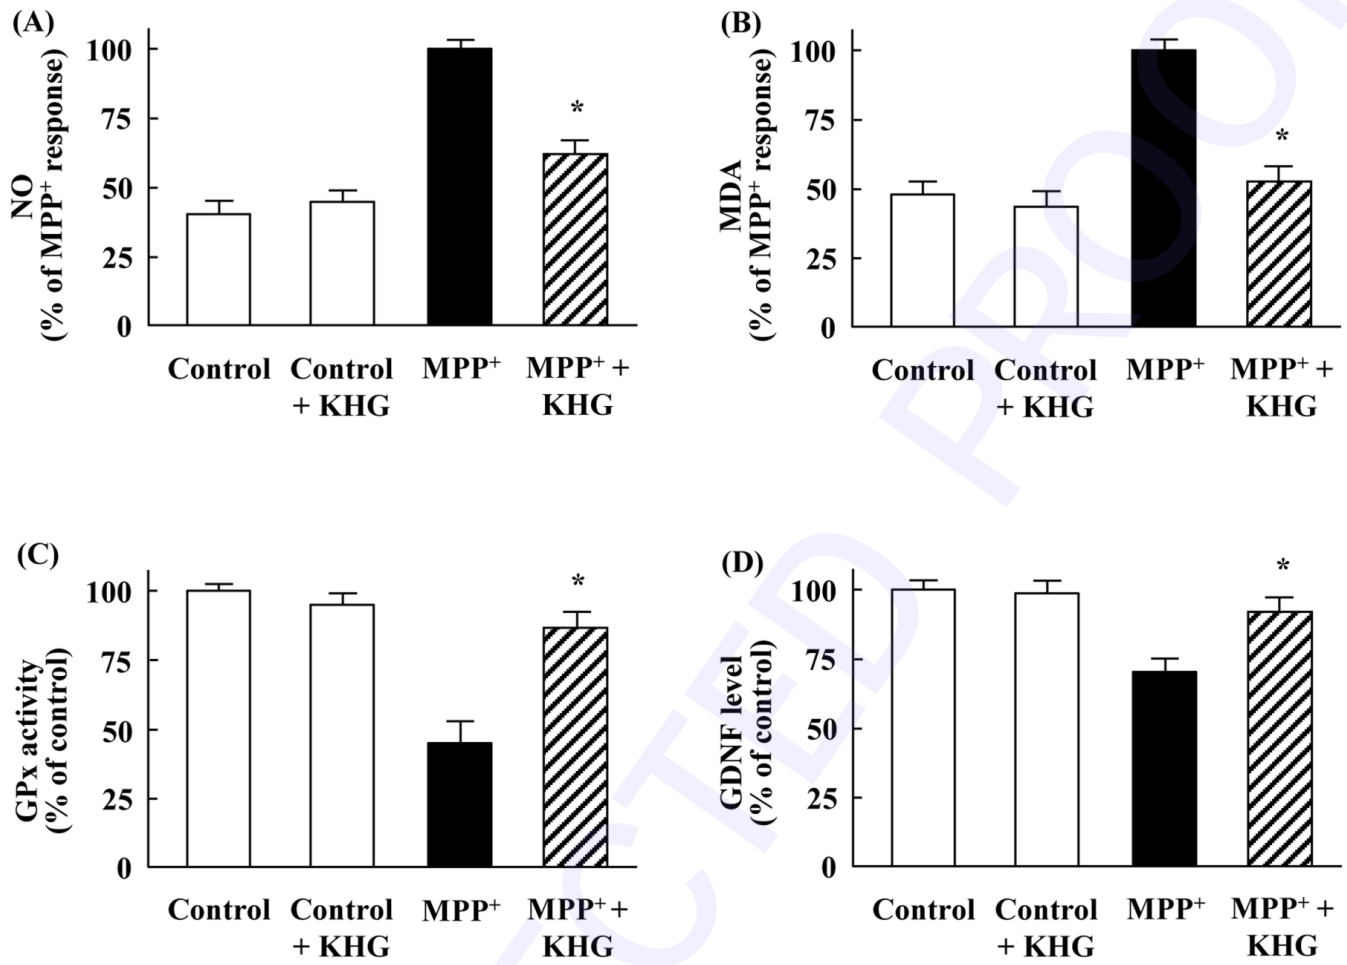 (A)
NO
(% of MPP⁺ response)
100
75
50
25
0
*
Control
Control
+ KHG
MPP⁺
MPP⁺ +
KHG
(B)
MDA
(% of MPP⁺ response)
100
75
50
25
0
*
Control
Control
+ KHG
MPP⁺
MPP⁺ +
KHG
(C)
GPx activity
(% of control)
100
75
50
25
0
*
Control
Control
+ KHG
MPP⁺
MPP⁺ +
KHG
(D)
GDNF level
(% of control)
100
75
50
25
0
*
Control
Control
+ KHG
MPP⁺
MPP⁺ +
KHG